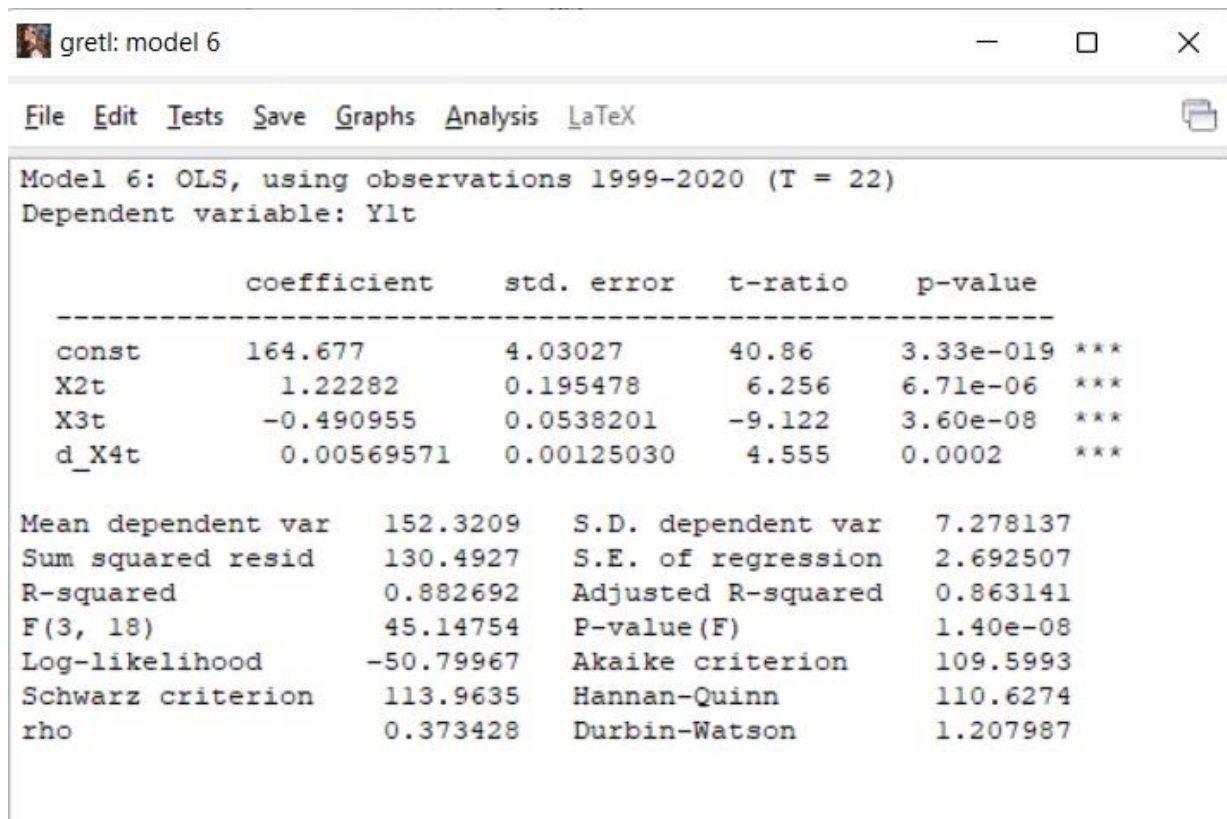 gretl: model 6
File Edit Tests Save Graphs Analysis LaTeX
Model 6: OLS, using observations 1999-2020 (T = 22)
Dependent variable: Y1t
coefficient std. error t-ratio p-value
-----------------------------------------------------------
const 164.677 4.03027 40.86 3.33e-019 ***
X2t 1.22282 0.195478 6.256 6.71e-06 ***
X3t -0.490955 0.0538201 -9.122 3.60e-08 ***
d_X4t 0.00569571 0.00125030 4.555 0.0002 ***
Mean dependent var 152.3209 S.D. dependent var 7.278137
Sum squared resid 130.4927 S.E. of regression 2.692507
R-squared 0.882692 Adjusted R-squared 0.863141
F(3, 18) 45.14754 P-value(F) 1.40e-08
Log-likelihood -50.79967 Akaike criterion 109.5993
Schwarz criterion 113.9635 Hannan-Quinn 110.6274
rho 0.373428 Durbin-Watson 1.207987